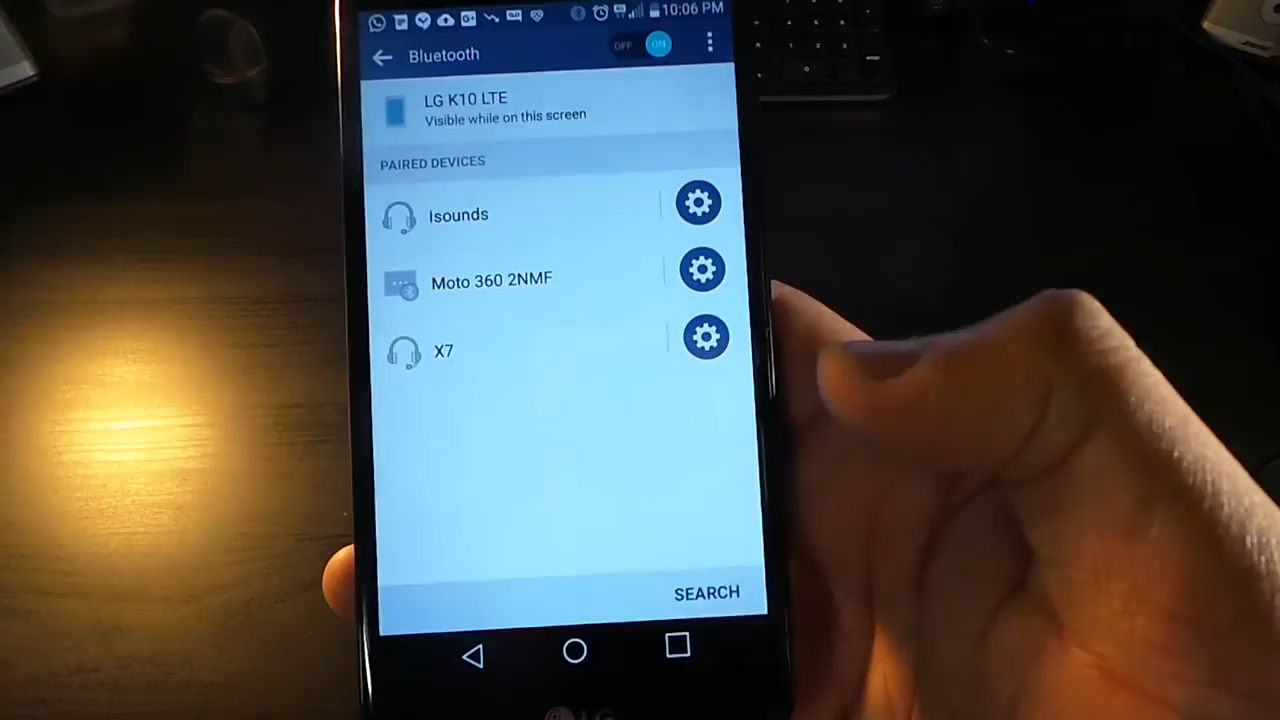 10:06 PM
Bluetooth
OFF ON
LG K10 LTE
Visible while on this screen
PAIRED DEVICES
Isounds
Moto 360 2NMF
X7
SEARCH
LG